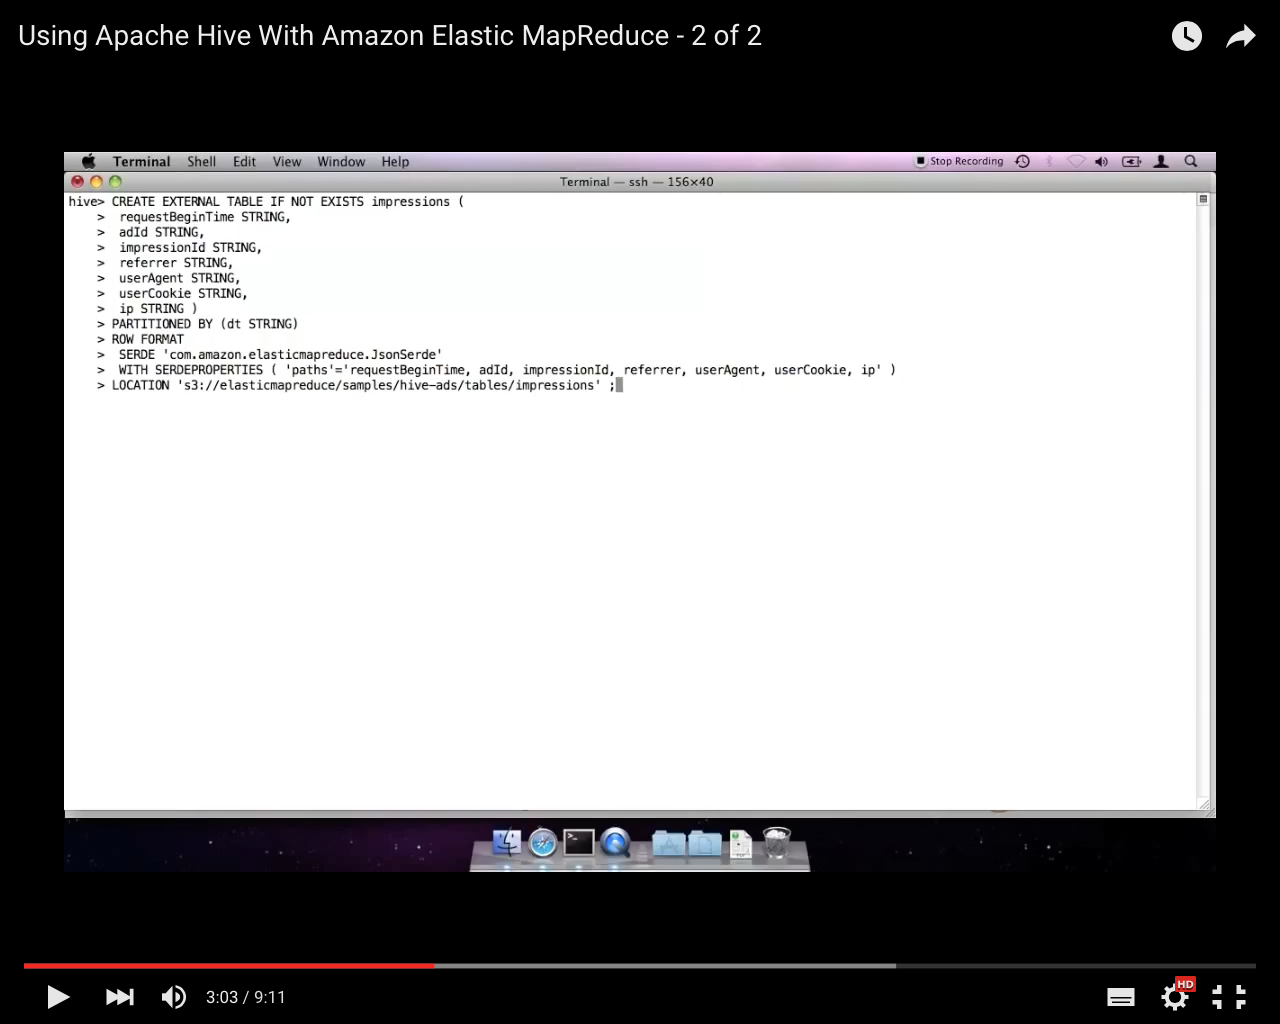 Using Apache Hive With Amazon Elastic MapReduce - 2 of 2
Terminal Shell Edit View Window Help Stop Recording
Terminal — ssh — 156×40
hive> CREATE EXTERNAL TABLE IF NOT EXISTS impressions (
    >  requestBeginTime STRING,
    >  adId STRING,
    >  impressionId STRING,
    >  referrer STRING,
    >  userAgent STRING,
    >  userCookie STRING,
    >  ip STRING )
    > PARTITIONED BY (dt STRING)
    > ROW FORMAT
    >  SERDE 'com.amazon.elasticmapreduce.JsonSerde'
    >  WITH SERDEPROPERTIES ( 'paths'='requestBeginTime, adId, impressionId, referrer, userAgent, userCookie, ip' )
    > LOCATION 's3://elasticmapreduce/samples/hive-ads/tables/impressions' ;
3:03 / 9:11 HD